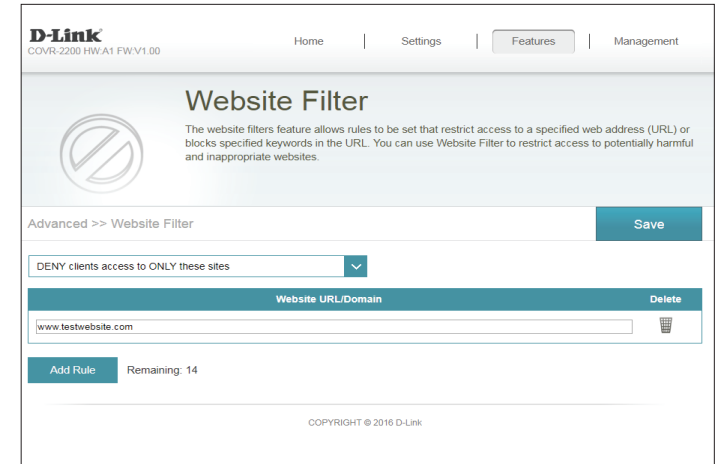 D-Link
COVR-2200 HW:A1 FW:V1.00
Home
Settings
Features
Management
Website Filter
The website filters feature allows rules to be set that restrict access to a specified web address (URL) or
blocks specified keywords in the URL. You can use Website Filter to restrict access to potentially harmful
and inappropriate websites.
Advanced >> Website Filter
Save
DENY clients access to ONLY these sites
Website URL/Domain
Delete
www.testwebsite.com
Add Rule
Remaining: 14
COPYRIGHT © 2016 D-Link